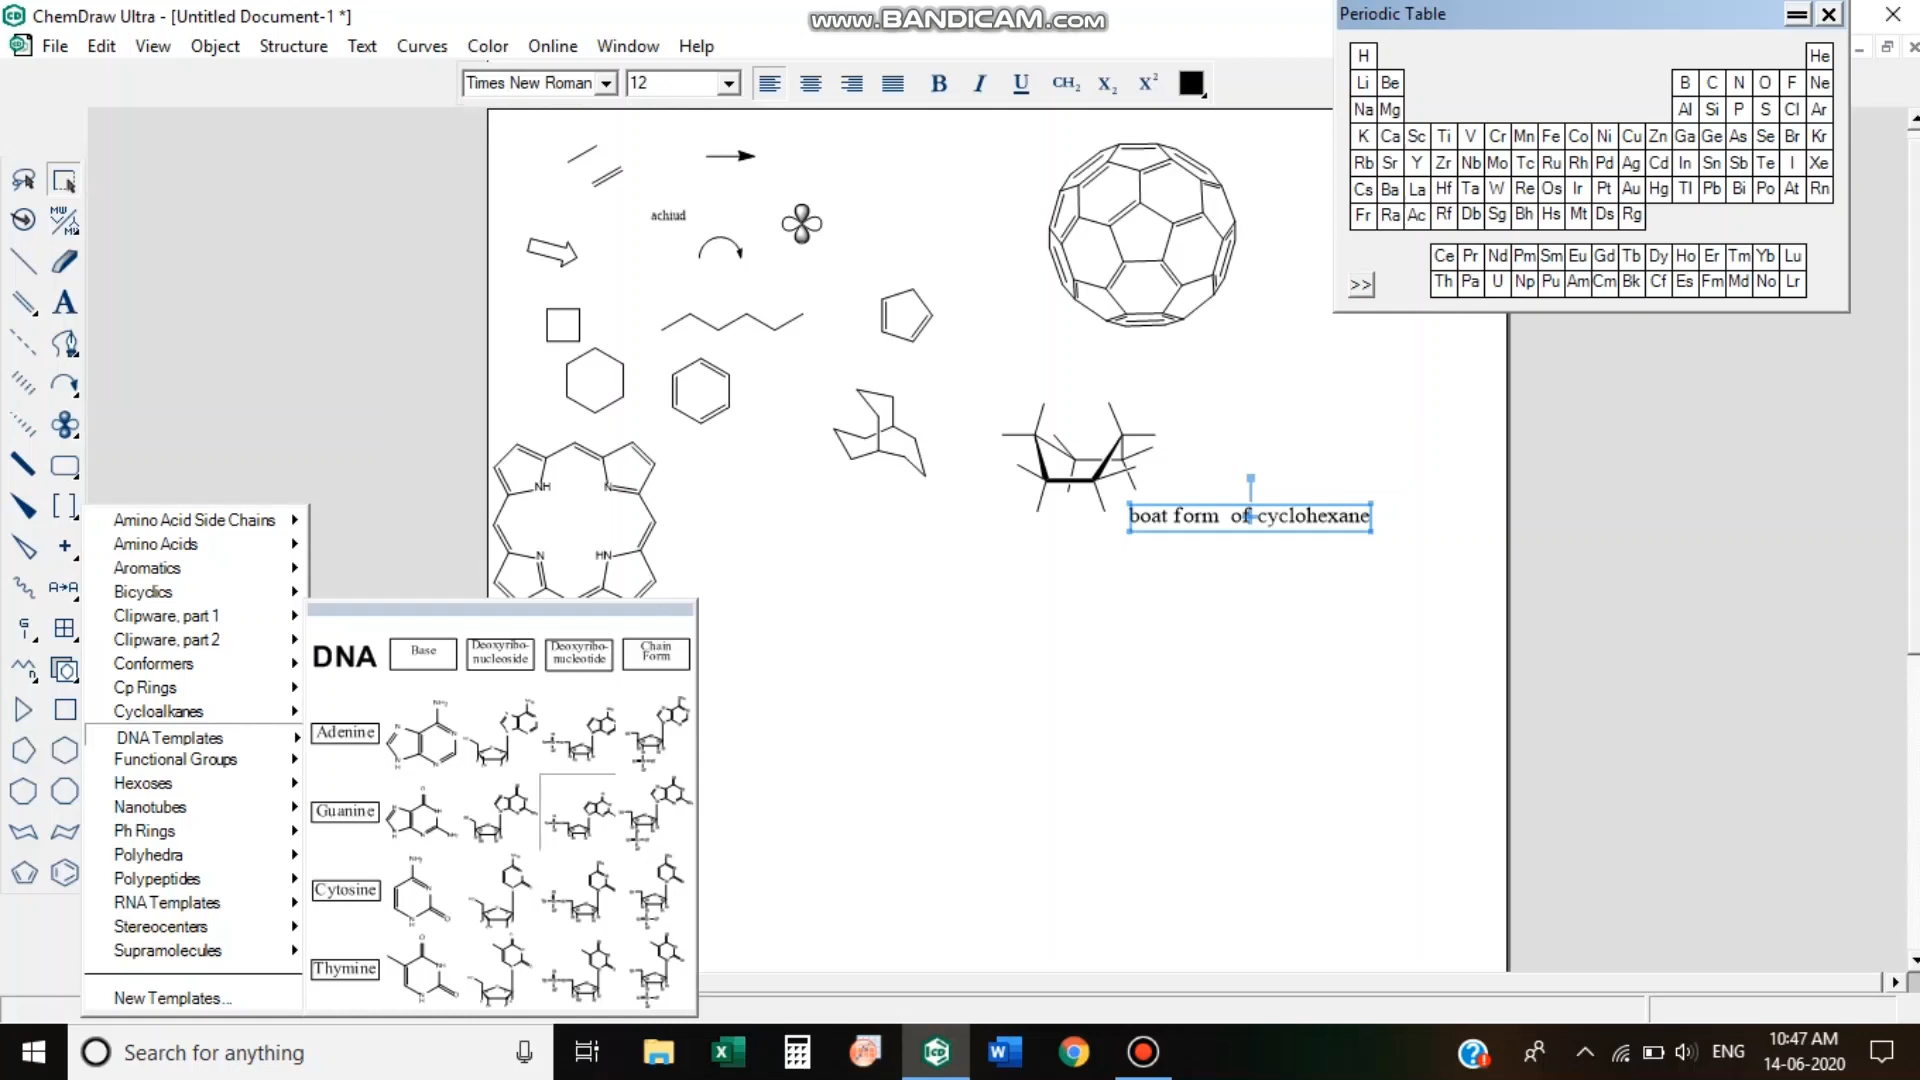 ChemDraw Ultra - [Untitled Document-1 *]
www.BANDICAM.com
Periodic Table
File Edit View Object Structure Text Curves Color Online Window Help
Times New Roman 12 B I U CH₂ X₂ X²
H He
Li Be B C N O F Ne
Na Mg Al Si P S Cl Ar
K Ca Sc Ti V Cr Mn Fe Co Ni Cu Zn Ga Ge As Se Br Kr
Rb Sr Y Zr Nb Mo Tc Ru Rh Pd Ag Cd In Sn Sb Te I Xe
Cs Ba La Hf Ta W Re Os Ir Pt Au Hg Tl Pb Bi Po At Rn
Fr Ra Ac Rf Db Sg Bh Hs Mt Ds Rg
Ce Pr Nd Pm Sm Eu Gd Tb Dy Ho Er Tm Yb Lu
>> Th Pa U Np Pu Am Cm Bk Cf Es Fm Md No Lr
achiud
NH N
N HN
boat form of cyclohexane
Amino Acid Side Chains
Amino Acids
Aromatics
Bicyclics
Clipware, part 1
Clipware, part 2
Conformers
Cp Rings
Cycloalkanes
DNA Templates
Functional Groups
Hexoses
Nanotubes
Ph Rings
Polyhedra
Polypeptides
RNA Templates
Stereocenters
Supramolecules
New Templates...
DNA
Base
Deoxyribo-
nucleoside
Deoxyribo-
nucleotide
Chain
Form
Adenine
Guanine
Cytosine
Thymine
Search for anything
ENG
10:47 AM
14-06-2020